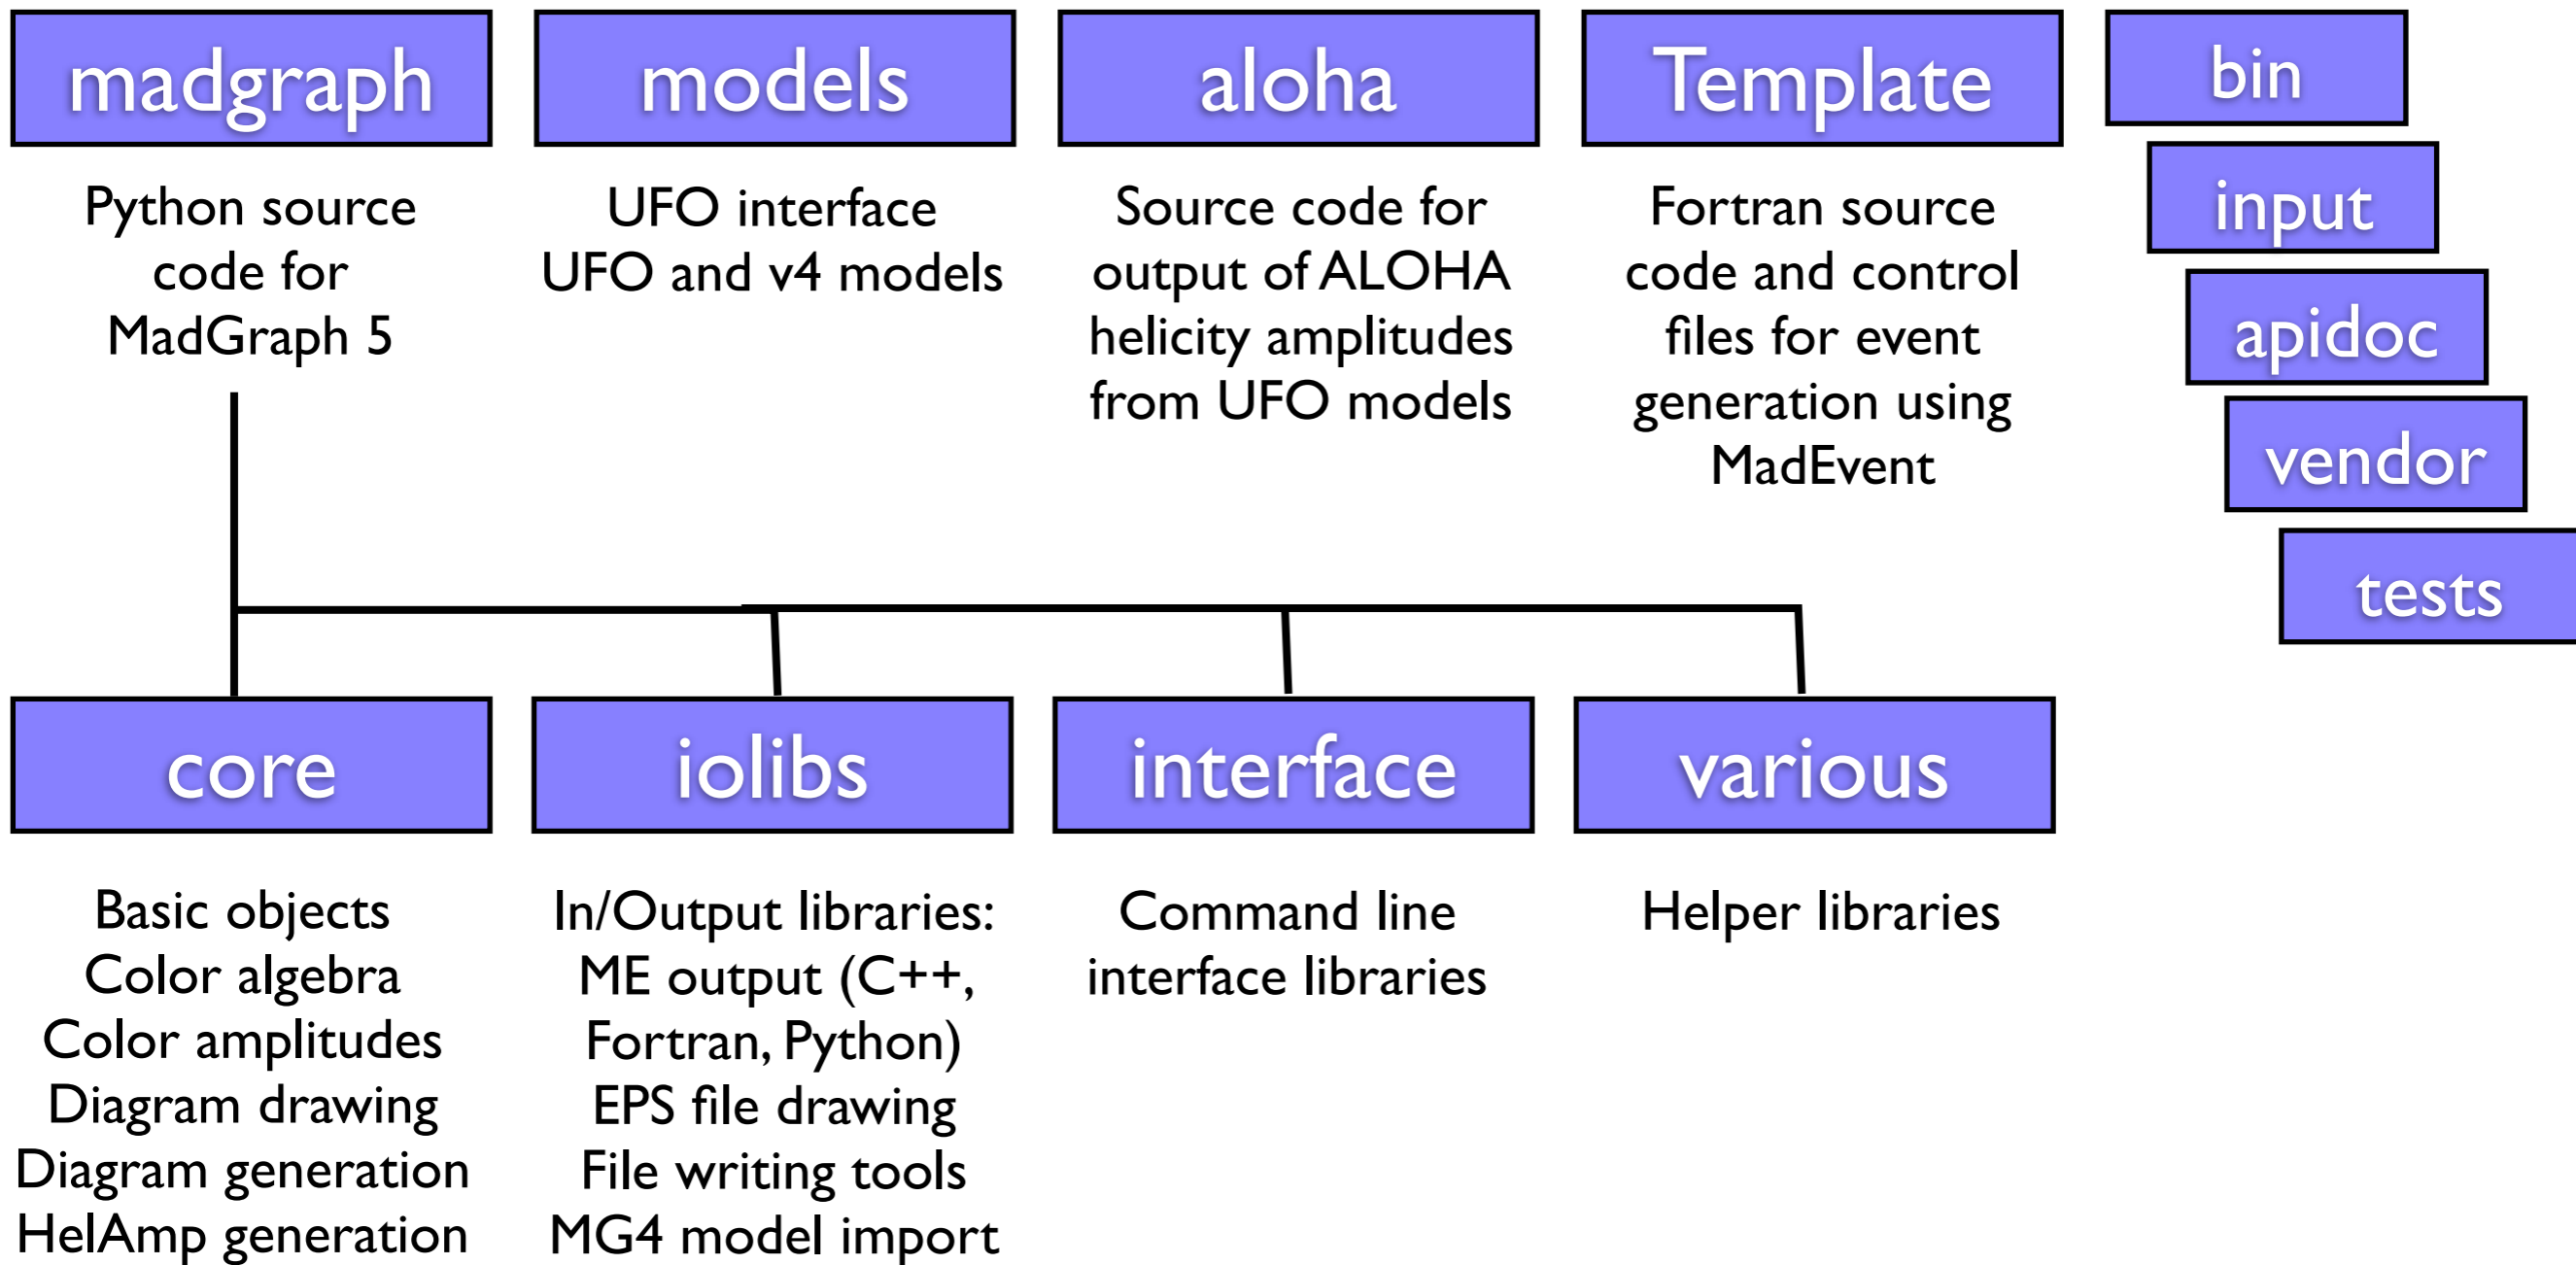 madgraph
Python source
code for
MadGraph 5
models
UFO interface
UFO and v4 models
aloha
Source code for
output of ALOHA
helicity amplitudes
from UFO models
Template
Fortran source
code and control
files for event
generation using
MadEvent
bin
input
apidoc
vendor
tests
core
Basic objects
Color algebra
Color amplitudes
Diagram drawing
Diagram generation
HelAmp generation
iolibs
In/Output libraries:
ME output (C++,
Fortran, Python)
EPS file drawing
File writing tools
MG4 model import
interface
Command line
interface libraries
various
Helper libraries